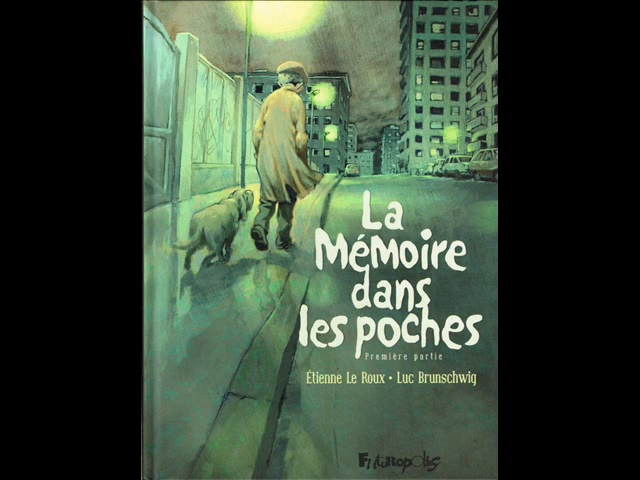 La
Mémoire
dans
les poches
Première partie
Étienne Le Roux • Luc Brunschwig
Futuropolis